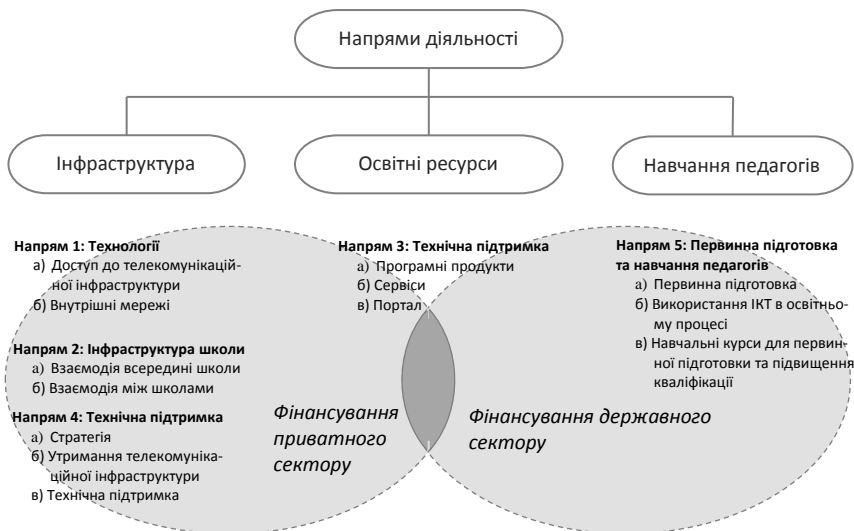 Напрями діяльності
Інфраструктура
Освітні ресурси
Навчання педагогів
Напрям 1: Технології
а) Доступ до телекомунікацій-
ної інфраструктури
б) Внутрішні мережі
Напрям 2: Інфраструктура школи
а) Взаємодія всередині школи
б) Взаємодія між школами
Напрям 4: Технічна підтримка
а) Стратегія
б) Утримання телекомуніка-
ційної інфраструктури
в) Технічна підтримка
Напрям 3: Технічна підтримка
а) Програмні продукти
б) Сервіси
в) Портал
Напрям 5: Первинна підготовка
та навчання педагогів
а) Первинна підготовка
б) Використання ІКТ в освітньо-
му процесі
в) Навчальні курси для первин-
ної підготовки та підвищення
кваліфікації
Фінансування
приватного
сектору
Фінансування державного
сектору